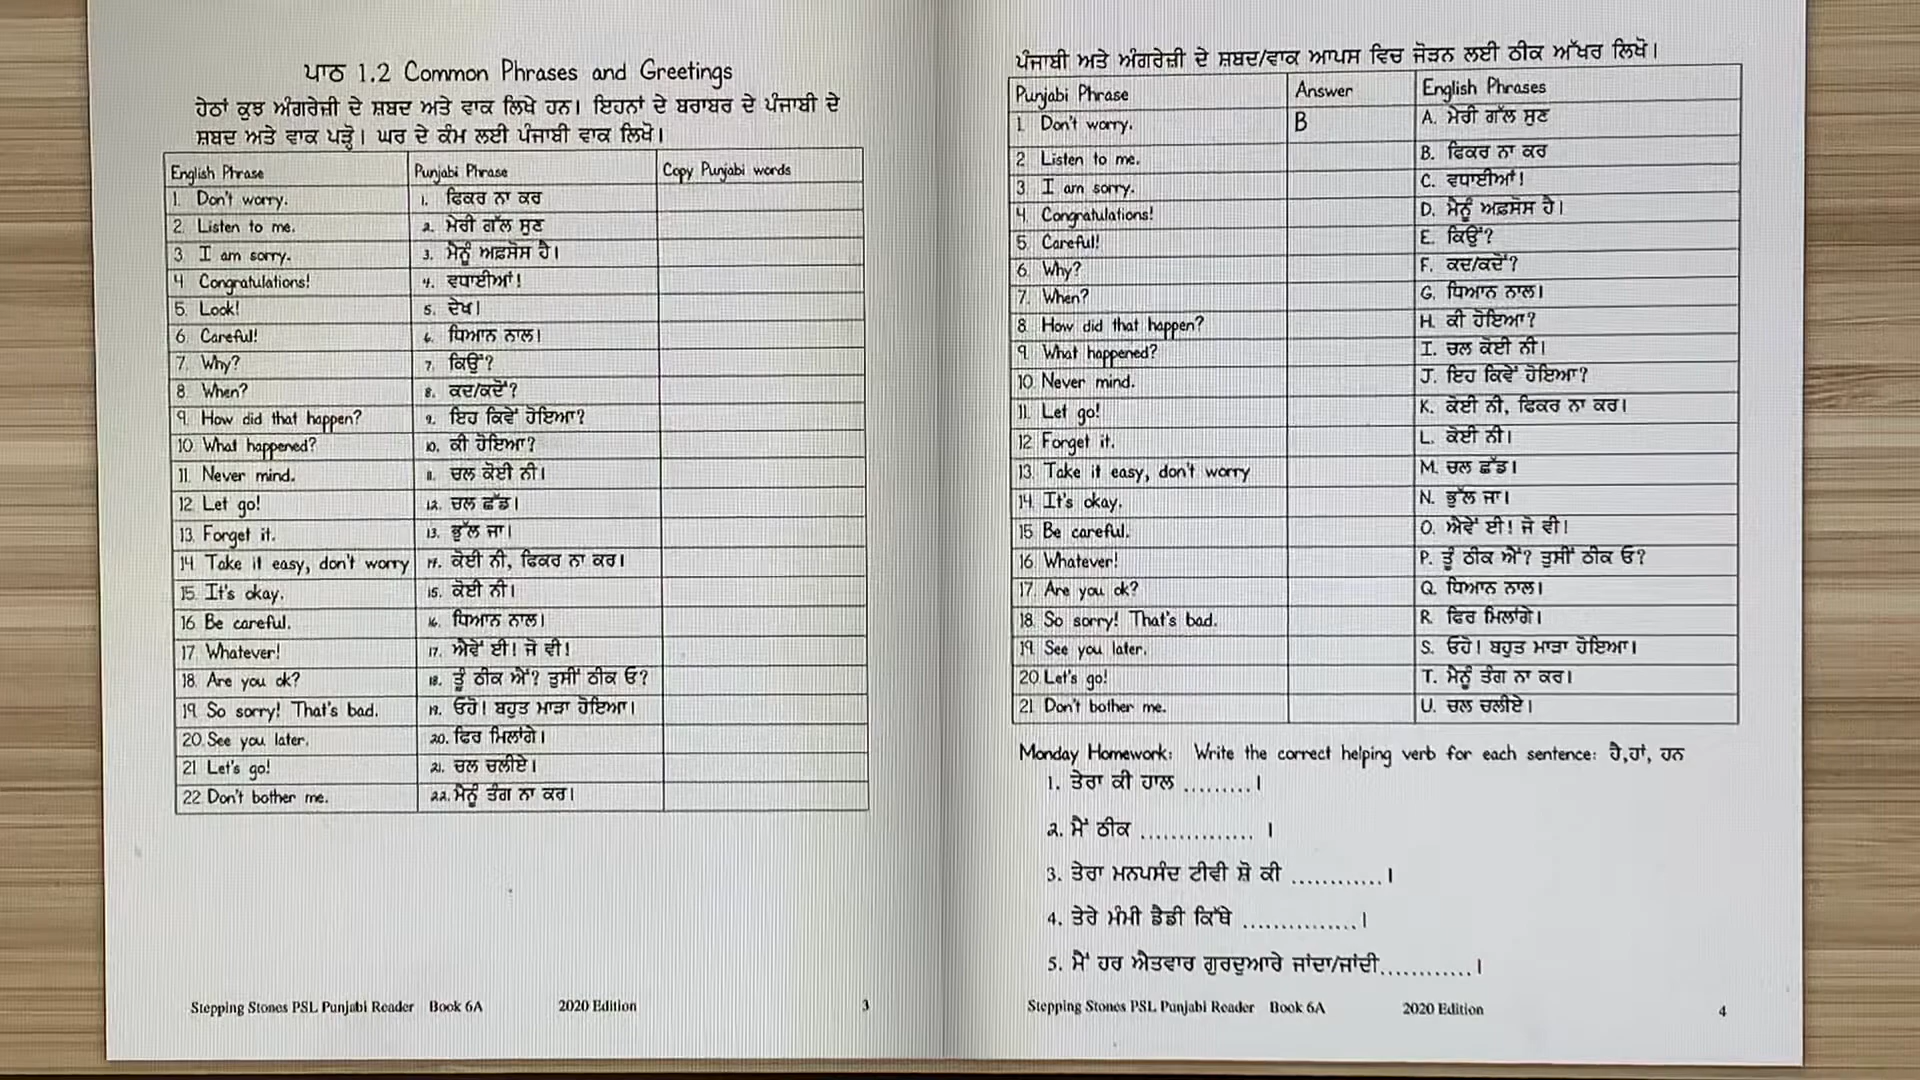 ਪਾਠ 1.2 Common Phrases and Greetings
ਹੇਠਾਂ ਕੁਝ ਅੰਗਰੇਜ਼ੀ ਦੇ ਸ਼ਬਦ ਅਤੇ ਵਾਕ ਲਿਖੇ ਹਨ। ਇਹਨਾਂ ਦੇ ਬਰਾਬਰ ਦੇ ਪੰਜਾਬੀ ਦੇ
ਸ਼ਬਦ ਅਤੇ ਵਾਕ ਪੜ੍ਹੋ। ਘਰ ਦੇ ਕੰਮ ਲਈ ਪੰਜਾਬੀ ਵਾਕ ਲਿਖੋ।
English Phrase Punjabi Phrase Copy Punjabi words
1. Don't worry. 1. ਫਿਕਰ ਨਾ ਕਰ
2. Listen to me. 2. ਮੇਰੀ ਗੱਲ ਸੁਣ
3. I am sorry. 3. ਮੈਨੂੰ ਅਫ਼ਸੋਸ ਹੈ।
4 Congratulations! 4. ਵਧਾਈਆਂ!
5. Look! 5. ਦੇਖ।
6 Careful! 6. ਧਿਆਨ ਨਾਲ।
7. Why? 7. ਕਿਉਂ?
8. When? 8. ਕਦ/ਕਦੋਂ?
9. How did that happen? 9. ਇਹ ਕਿਵੇਂ ਹੋਇਆ?
10. What happened? 10. ਕੀ ਹੋਇਆ?
11. Never mind. 11. ਚਲ ਕੋਈ ਨੀ।
12 Let go! 12. ਚਲ ਛੱਡ।
13. Forget it. 13. ਭੁੱਲ ਜਾ।
14 Take it easy, don't worry 14. ਕੋਈ ਨੀ, ਫਿਕਰ ਨਾ ਕਰ।
15. It's okay. 15. ਕੋਈ ਨੀ।
16 Be careful. 16. ਧਿਆਨ ਨਾਲ।
17 Whatever! 17. ਐਵੇਂ ਈ! ਜੋ ਵੀ!
18. Are you ok? 18. ਤੂੰ ਠੀਕ ਐਂ? ਤੁਸੀਂ ਠੀਕ ਓ?
19 So sorry! That's bad. 19. ਓਹੋ! ਬਹੁਤ ਮਾੜਾ ਹੋਇਆ।
20. See you later. 20. ਫਿਰ ਮਿਲਾਂਗੇ।
21 Let's go! 21. ਚਲ ਚਲੀਏ।
22 Don't bother me. 22. ਮੈਨੂੰ ਤੰਗ ਨਾ ਕਰ।
Stepping Stones PSL Punjabi Reader Book 6A 2020 Edition 3
ਪੰਜਾਬੀ ਅਤੇ ਅੰਗਰੇਜ਼ੀ ਦੇ ਸ਼ਬਦ/ਵਾਕ ਆਪਸ ਵਿਚ ਜੋੜਨ ਲਈ ਠੀਕ ਅੱਖਰ ਲਿਖੋ।
Punjabi Phrase Answer English Phrases
1. Don't worry. B A. ਮੇਰੀ ਗੱਲ ਸੁਣ
2 Listen to me. B. ਫਿਕਰ ਨਾ ਕਰ
3 I am sorry. C. ਵਧਾਈਆਂ!
4. Congratulations! D. ਮੈਨੂੰ ਅਫ਼ਸੋਸ ਹੈ।
5. Careful! E. ਕਿਉਂ?
6. Why? F. ਕਦ/ਕਦੋਂ?
7. When? G. ਧਿਆਨ ਨਾਲ।
8. How did that happen? H. ਕੀ ਹੋਇਆ?
9. What happened? I. ਚਲ ਕੋਈ ਨੀ।
10. Never mind. J. ਇਹ ਕਿਵੇਂ ਹੋਇਆ?
11. Let go! K. ਕੋਈ ਨੀ, ਫਿਕਰ ਨਾ ਕਰ।
12 Forget it. L. ਕੋਈ ਨੀ।
13. Take it easy, don't worry M. ਚਲ ਛੱਡ।
14. It's okay. N. ਭੁੱਲ ਜਾ।
15 Be careful. O. ਐਵੇਂ ਈ! ਜੋ ਵੀ!
16. Whatever! P. ਤੂੰ ਠੀਕ ਐਂ? ਤੁਸੀਂ ਠੀਕ ਓ?
17. Are you ok? Q. ਧਿਆਨ ਨਾਲ।
18. So sorry! That's bad. R. ਫਿਰ ਮਿਲਾਂਗੇ।
19. See you later. S. ਓਹੋ! ਬਹੁਤ ਮਾੜਾ ਹੋਇਆ।
20. Let's go! T. ਮੈਨੂੰ ਤੰਗ ਨਾ ਕਰ।
21 Don't bother me. U. ਚਲ ਚਲੀਏ।
Monday Homework: Write the correct helping verb for each sentence: ਹੈ,ਹਾਂ, ਹਨ
1. ਤੇਰਾ ਕੀ ਹਾਲ .........।
2. ਮੈਂ ਠੀਕ ............... ।
3. ਤੇਰਾ ਮਨਪਸੰਦ ਟੀਵੀ ਸ਼ੋ ਕੀ ............।
4. ਤੇਰੇ ਮੰਮੀ ਡੈਡੀ ਕਿੱਥੇ ...............।
5. ਮੈਂ ਹਰ ਐਤਵਾਰ ਗੁਰਦੁਆਰੇ ਜਾਂਦਾ/ਜਾਂਦੀ............।
Stepping Stones PSL Punjabi Reader Book 6A 2020 Edition 4